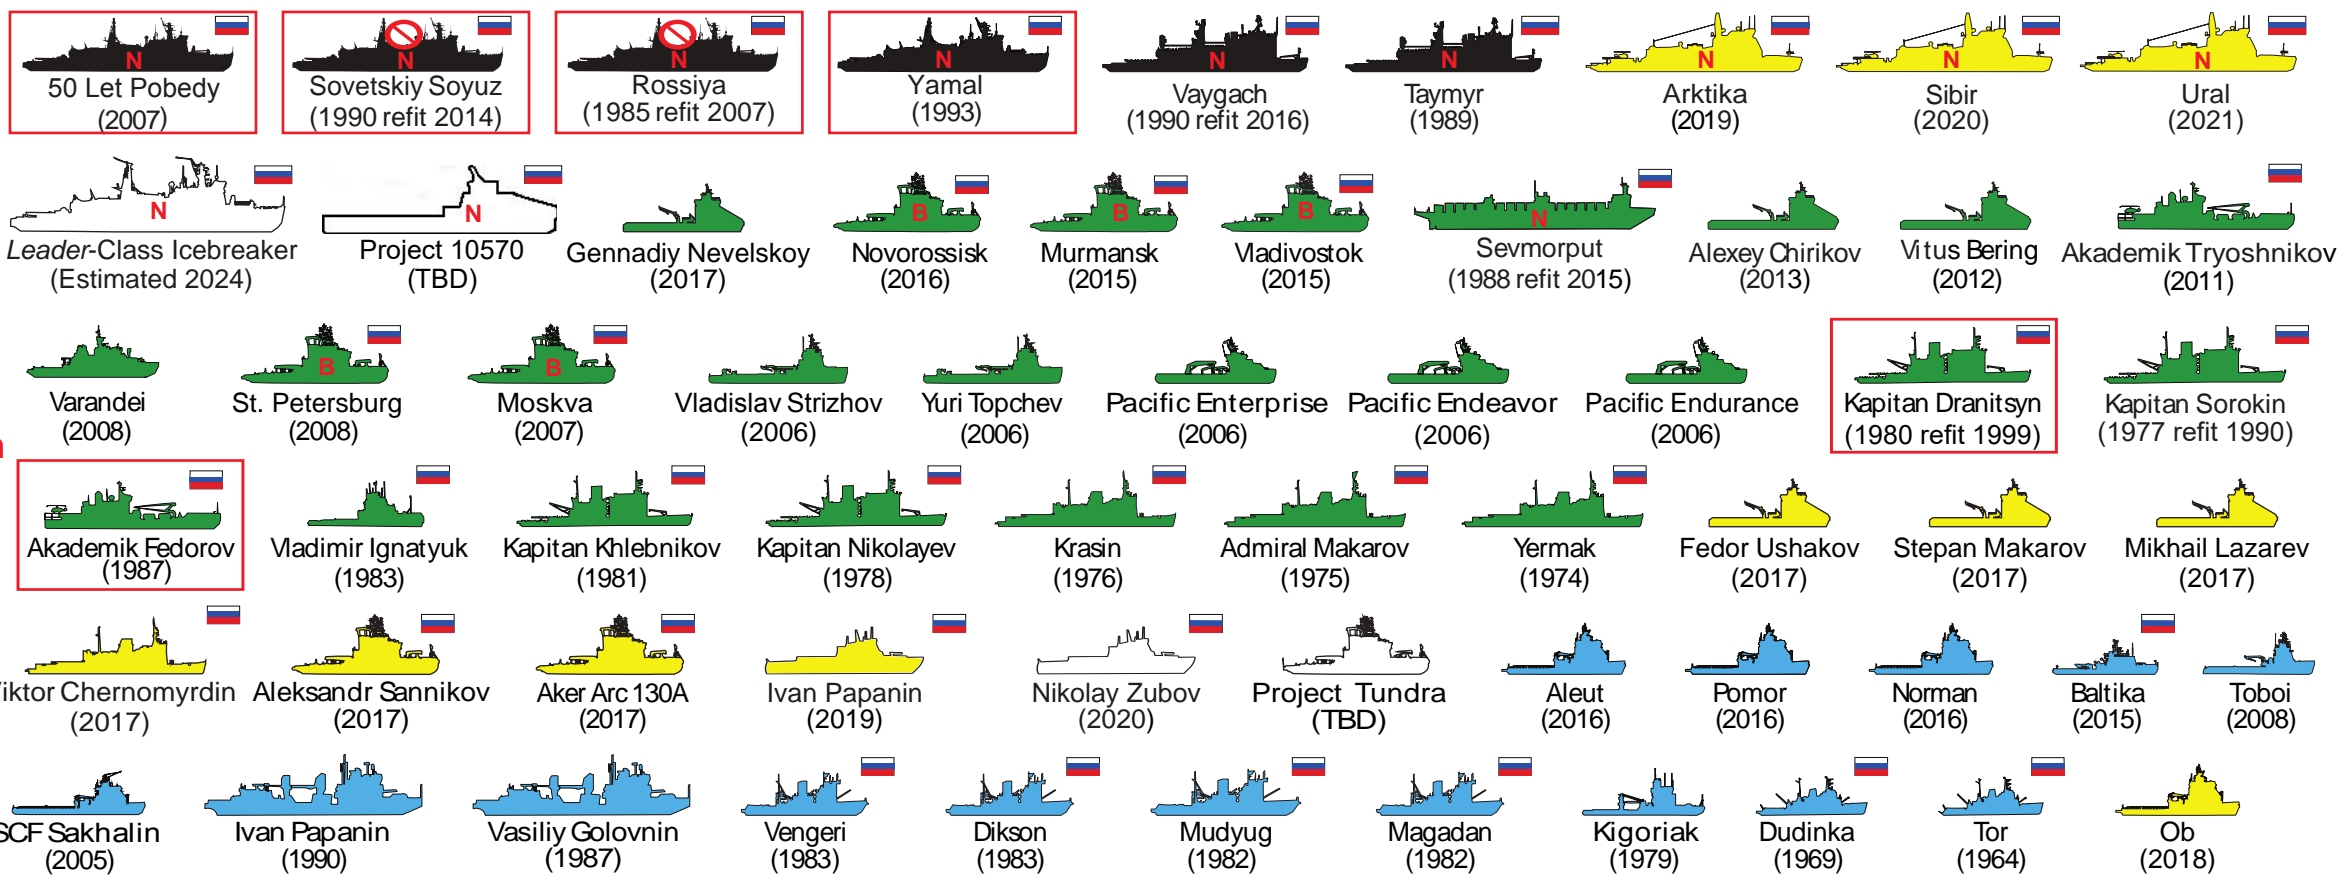 N N N N N N N N N
50 Let Pobedy Sovetskiy Soyuz Rossiya Yamal Vaygach Taymyr Arktika Sibir Ural
(2007) (1990 refit 2014) (1985 refit 2007) (1993) (1990 refit 2016) (1989) (2019) (2020) (2021)
N N B B B N
Leader-Class Icebreaker Project 10570 Gennadiy Nevelskoy Novorossisk Murmansk Vladivostok Sevmorput Alexey Chirikov Vitus Bering Akademik Tryoshnikov
(Estimated 2024) (TBD) (2017) (2016) (2015) (2015) (1988 refit 2015) (2013) (2012) (2011)
B B
Varandei St. Petersburg Moskva Vladislav Strizhov Yuri Topchev Pacific Enterprise Pacific Endeavor Pacific Endurance Kapitan Dranitsyn Kapitan Sorokin
(2008) (2008) (2007) (2006) (2006) (2006) (2006) (2006) (1980 refit 1999) (1977 refit 1990)
Akademik Fedorov Vladimir Ignatyuk Kapitan Khlebnikov Kapitan Nikolayev Krasin Admiral Makarov Yermak Fedor Ushakov Stepan Makarov Mikhail Lazarev
(1987) (1983) (1981) (1978) (1976) (1975) (1974) (2017) (2017) (2017)
Viktor Chernomyrdin Aleksandr Sannikov Aker Arc 130A Ivan Papanin Nikolay Zubov Project Tundra Aleut Pomor Norman Baltika Toboi
(2017) (2017) (2017) (2019) (2020) (TBD) (2016) (2016) (2016) (2015) (2008)
SCF Sakhalin Ivan Papanin Vasiliy Golovnin Vengeri Dikson Mudyug Magadan Kigoriak Dudinka Tor Ob
(2005) (1990) (1987) (1983) (1983) (1982) (1982) (1979) (1969) (1964) (2018)